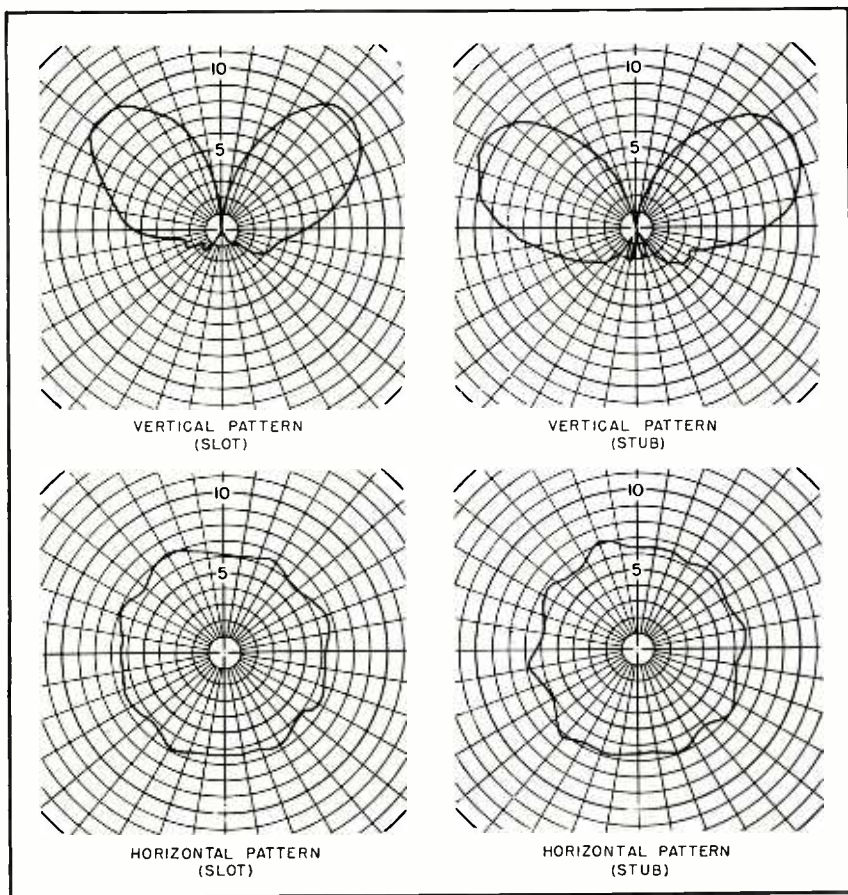 10
5
VERTICAL PATTERN
(SLOT)
10
5
VERTICAL PATTERN
(STUB)
10
5
HORIZONTAL PATTERN
(SLOT)
10
5
HORIZONTAL PATTERN
(STUB)